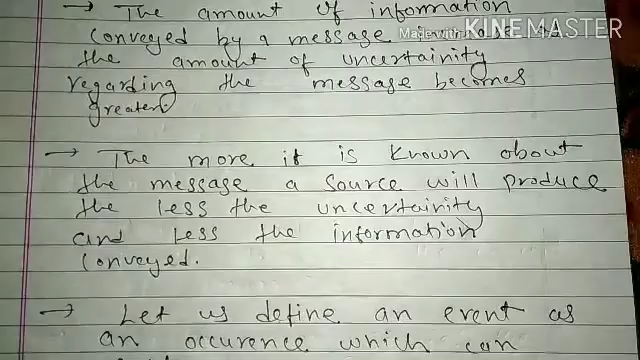 → The amount of information
conveyed by a message
Made with KINEMASTER
the amount of uncertainity
regarding the message becomes
greater
→ The more it is known about
the message a source will produce
the less the uncertainity
and less the information
conveyed.
→ Let us define an event as
an occurence which can